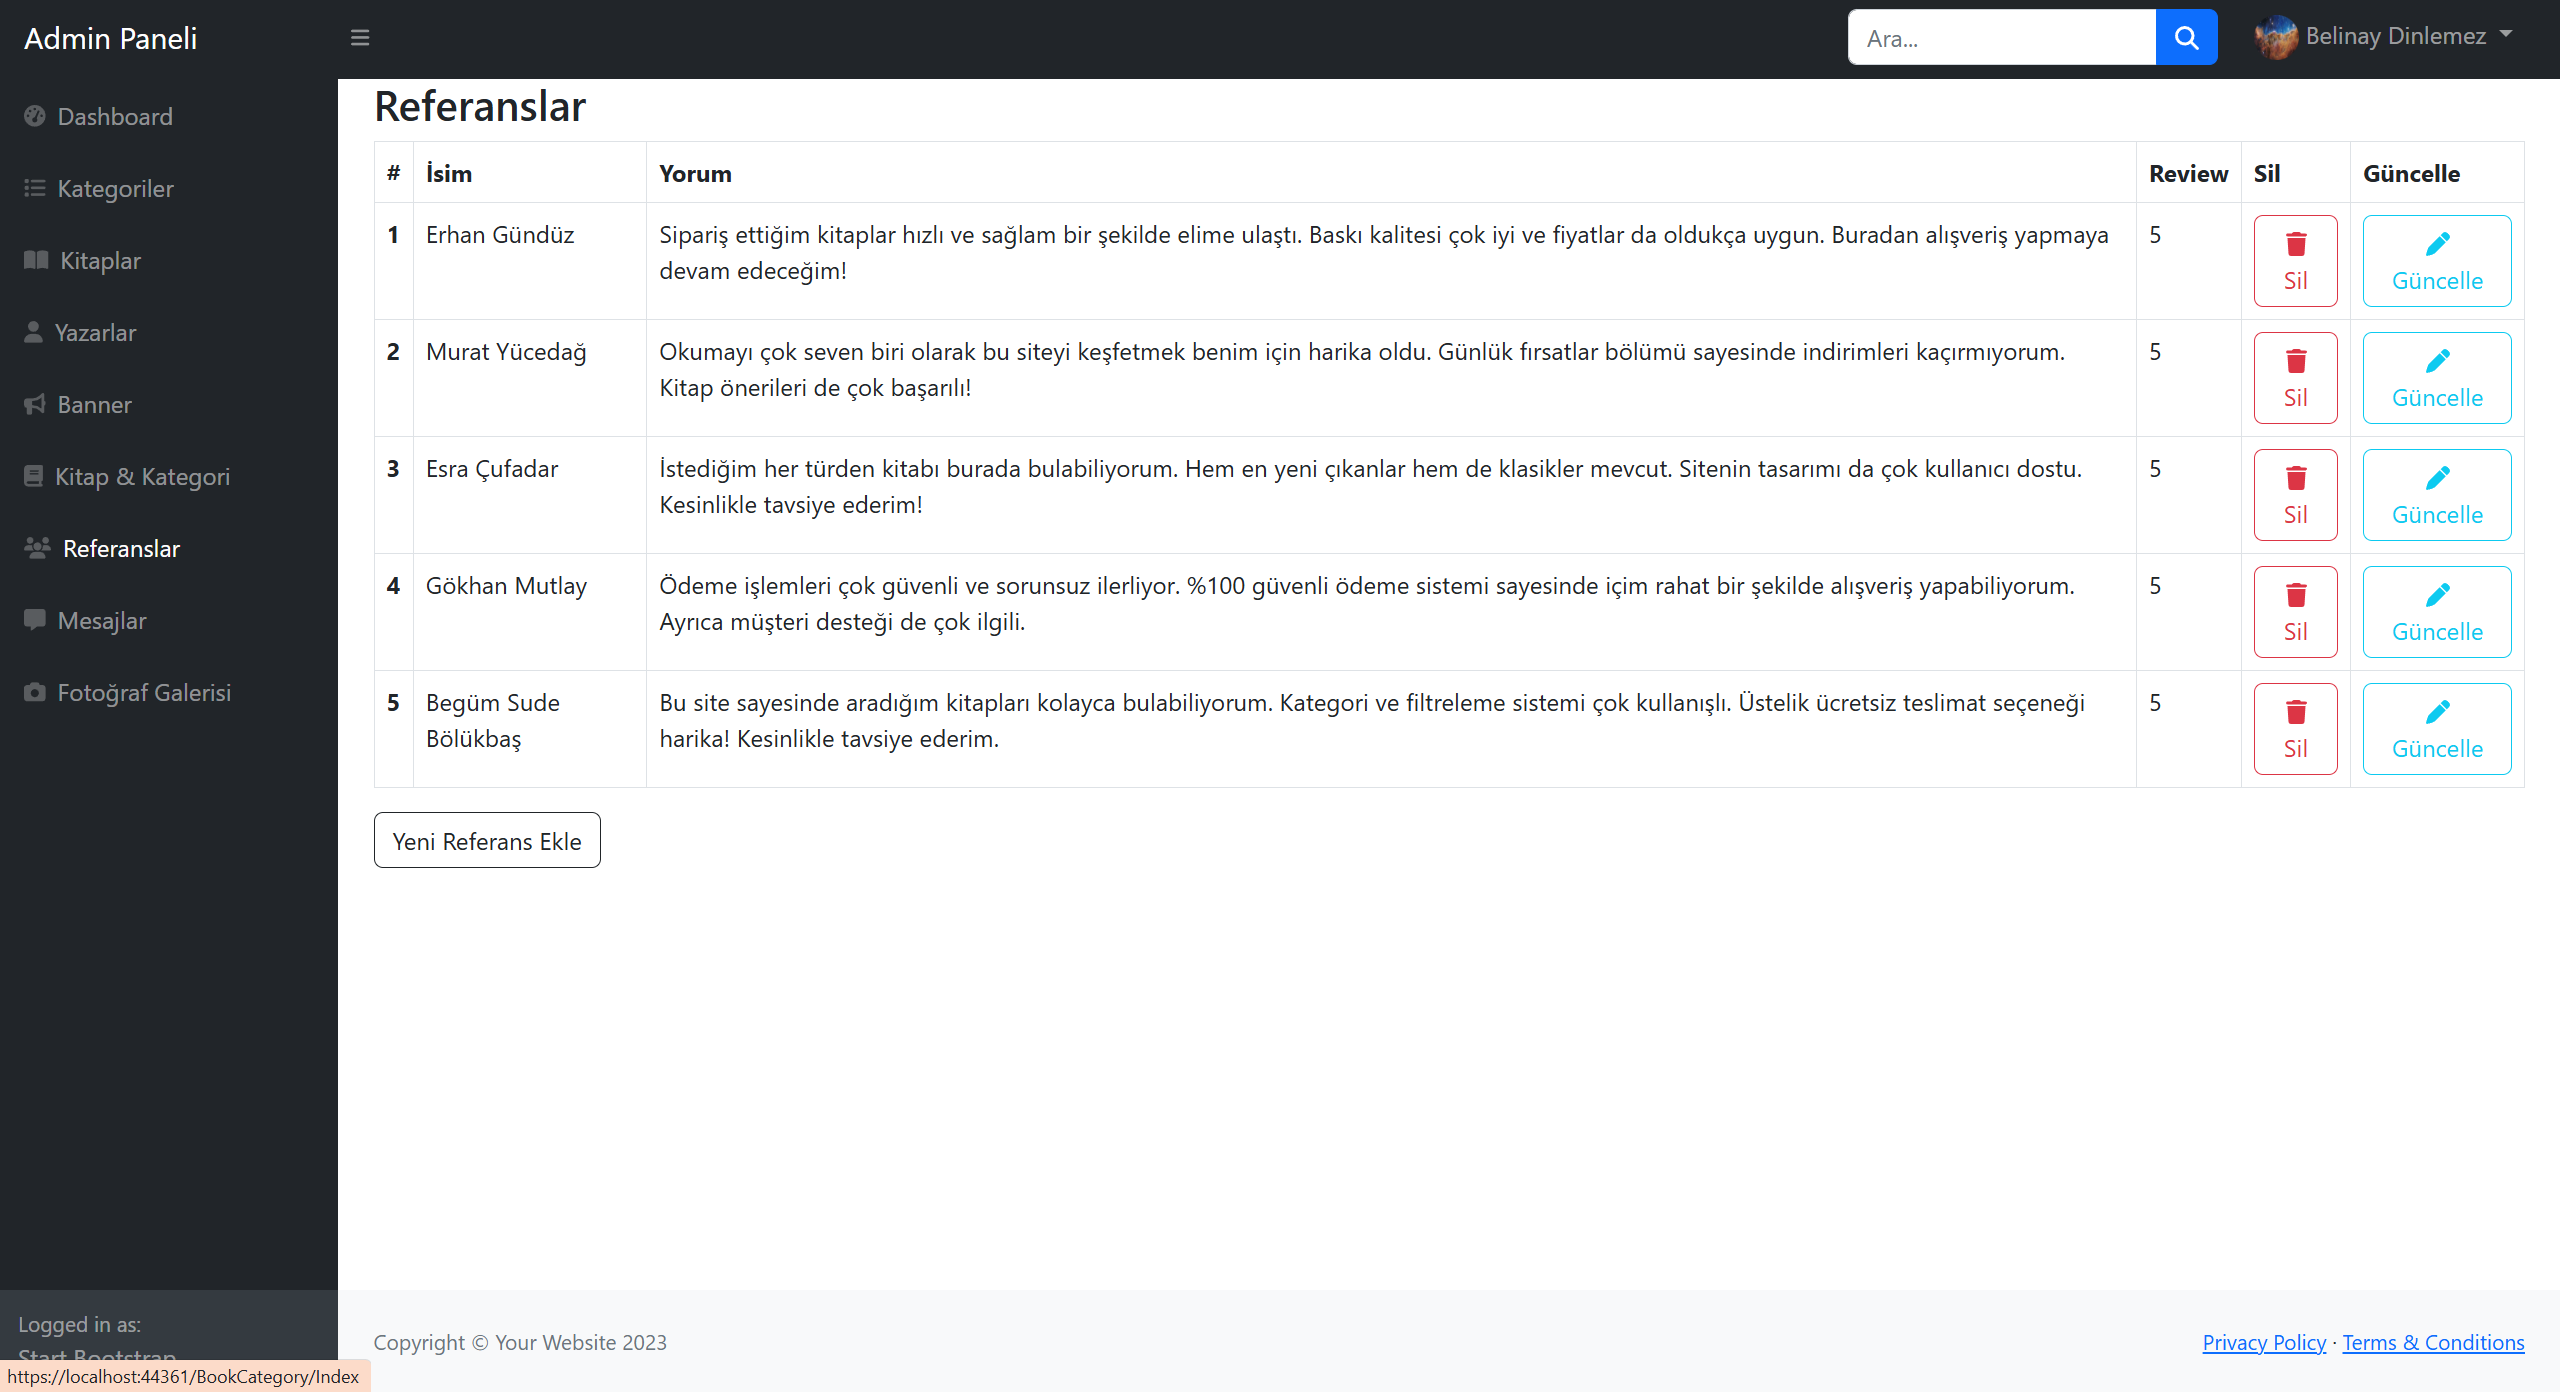 Admin Paneli
Ara...
Belinay Dinlemez
Dashboard
Kategoriler
Kitaplar
Yazarlar
Banner
Kitap & Kategori
Referanslar
Mesajlar
Fotoğraf Galerisi
Logged in as:
Start Bootstrap
https://localhost:44361/BookCategory/Index
Referanslar
# İsim Yorum Review Sil Güncelle
1 Erhan Gündüz Sipariş ettiğim kitaplar hızlı ve sağlam bir şekilde elime ulaştı. Baskı kalitesi çok iyi ve fiyatlar da oldukça uygun. Buradan alışveriş yapmaya 5
devam edeceğim! Sil Güncelle
2 Murat Yücedağ Okumayı çok seven biri olarak bu siteyi keşfetmek benim için harika oldu. Günlük fırsatlar bölümü sayesinde indirimleri kaçırmıyorum. 5
Kitap önerileri de çok başarılı! Sil Güncelle
3 Esra Çufadar İstediğim her türden kitabı burada bulabiliyorum. Hem en yeni çıkanlar hem de klasikler mevcut. Sitenin tasarımı da çok kullanıcı dostu. 5
Kesinlikle tavsiye ederim! Sil Güncelle
4 Gökhan Mutlay Ödeme işlemleri çok güvenli ve sorunsuz ilerliyor. %100 güvenli ödeme sistemi sayesinde içim rahat bir şekilde alışveriş yapabiliyorum. 5
Ayrıca müşteri desteği de çok ilgili. Sil Güncelle
5 Begüm Sude Bu site sayesinde aradığım kitapları kolayca bulabiliyorum. Kategori ve filtreleme sistemi çok kullanışlı. Üstelik ücretsiz teslimat seçeneği 5
Bölükbaş harika! Kesinlikle tavsiye ederim. Sil Güncelle
Yeni Referans Ekle
Copyright © Your Website 2023
Privacy Policy · Terms & Conditions